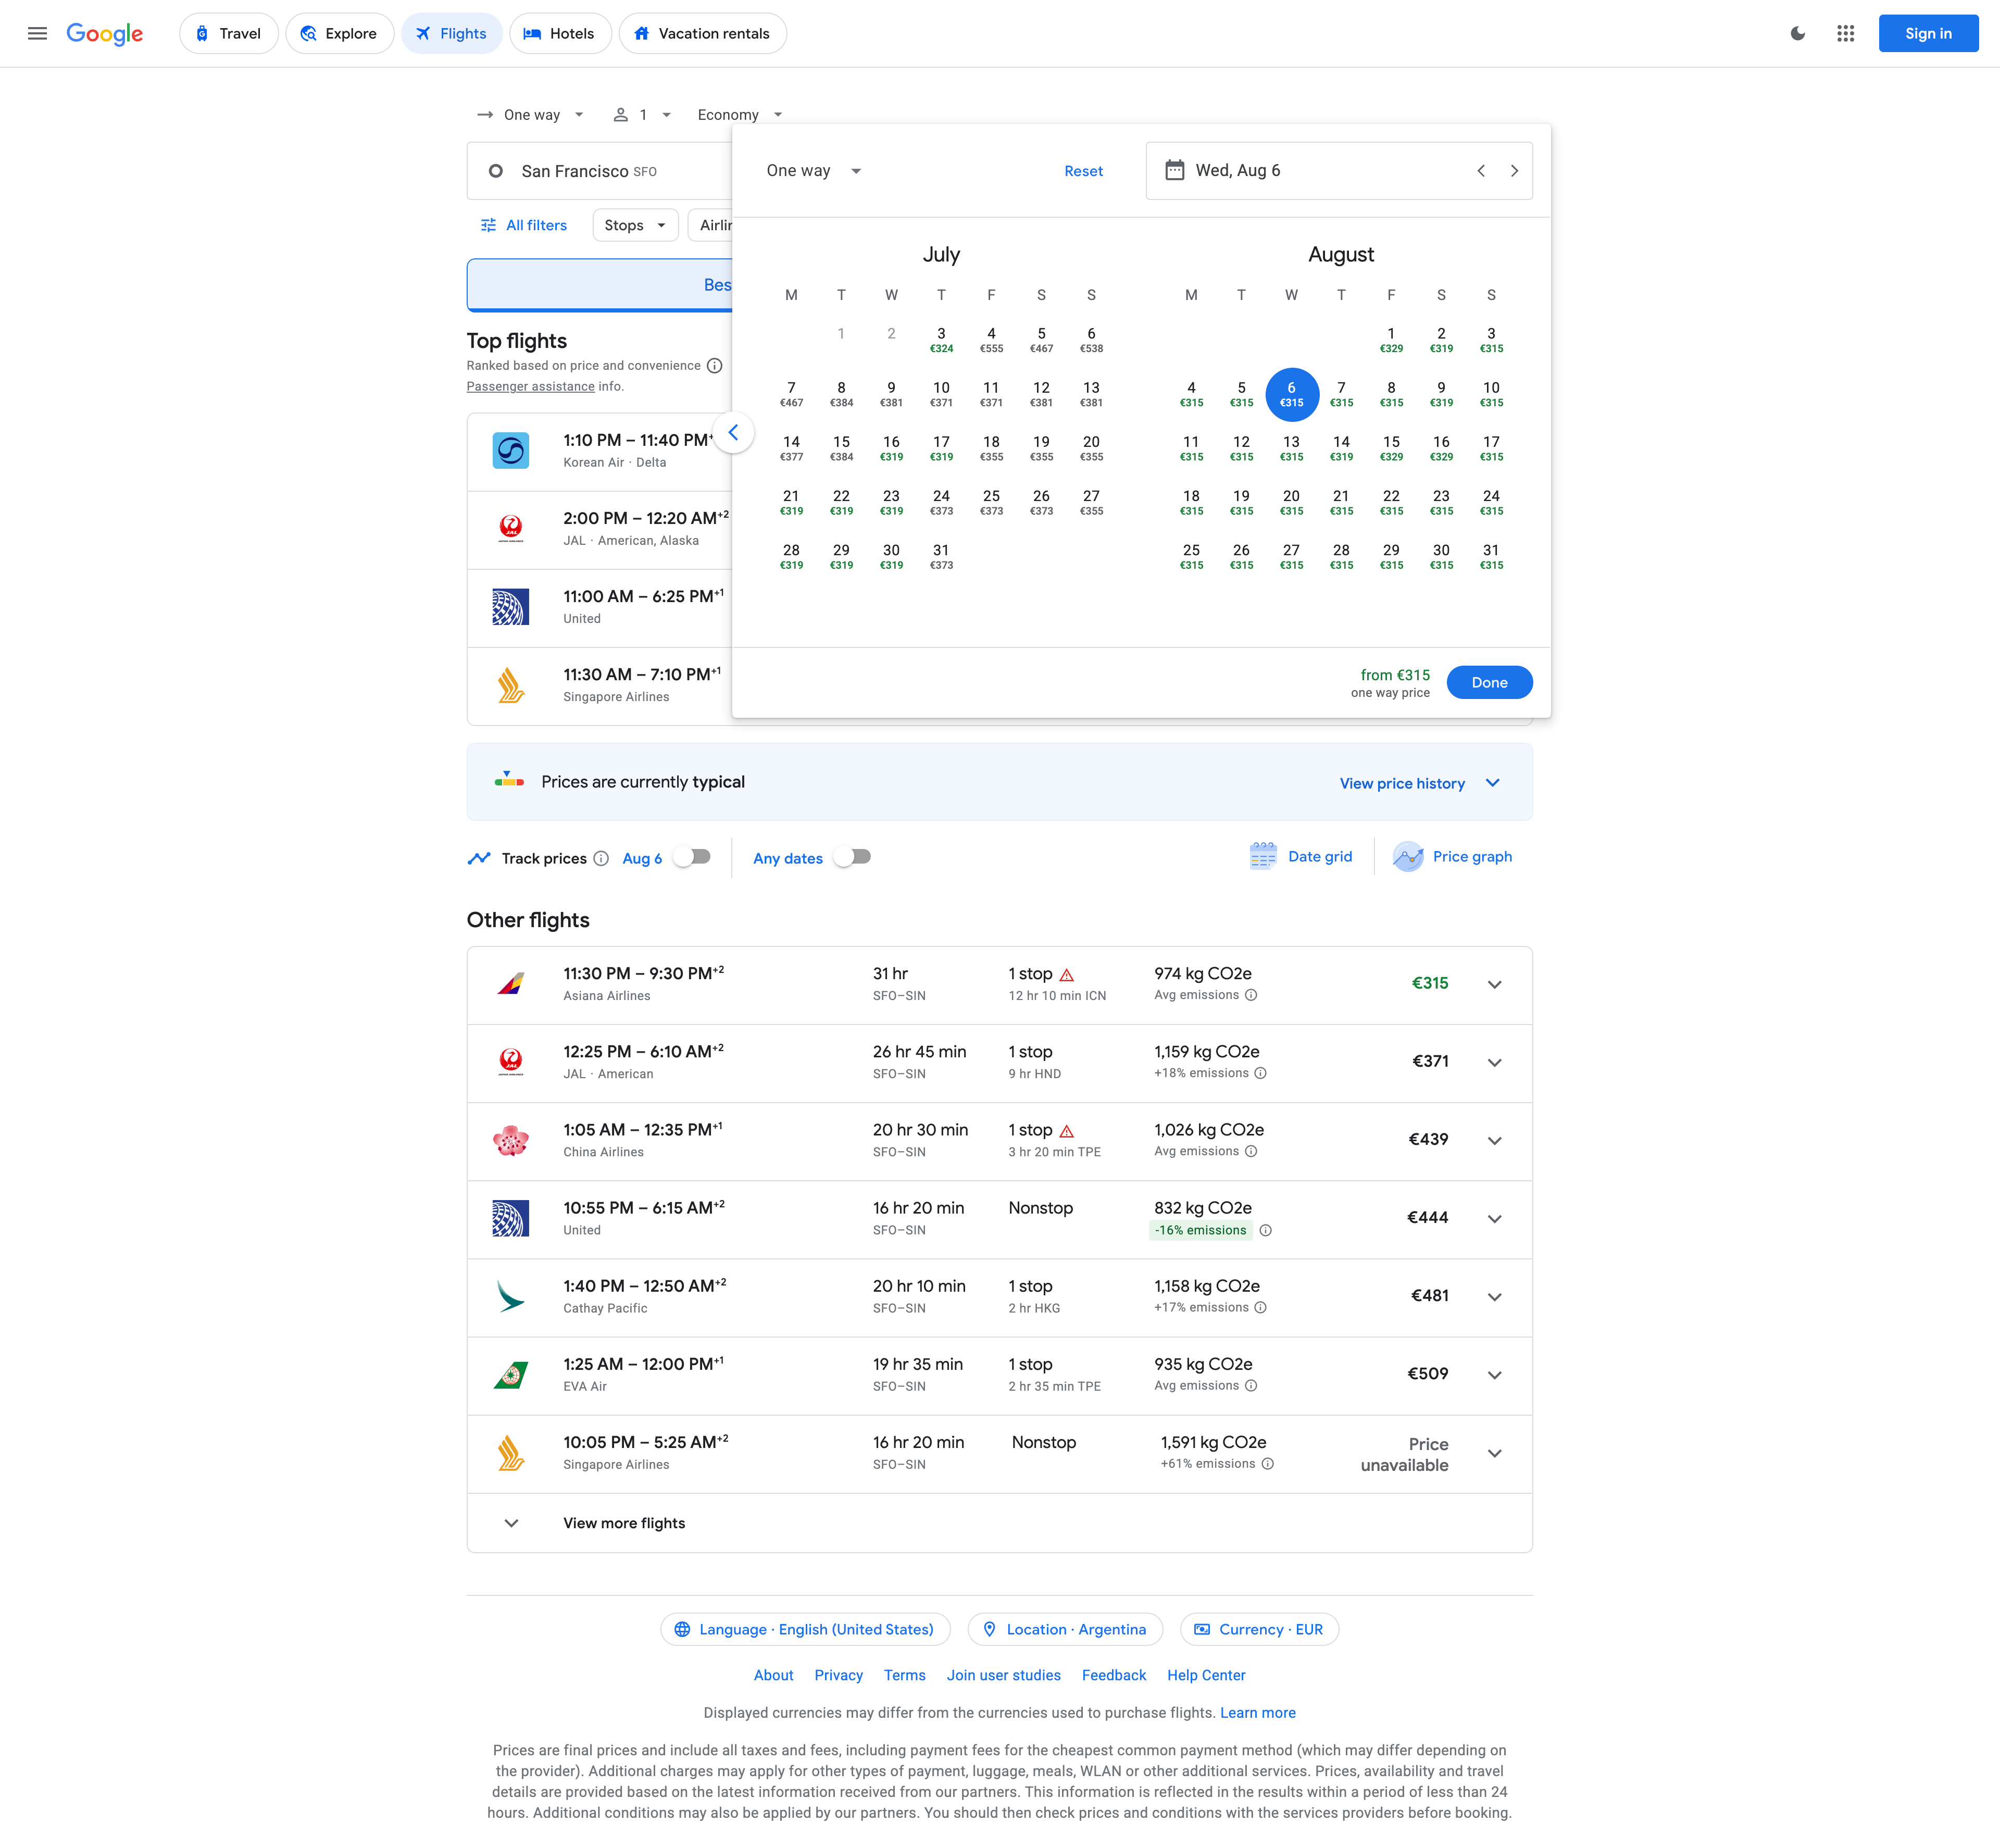 Google
Travel
Explore
Flights
Hotels
Vacation rentals
Sign in
One way
1
Economy
San Francisco SFO
One way
Reset
Wed, Aug 6
All filters
Stops
Bes
Top flights
Ranked based on price and convenience
Passenger assistance info.
1:10 PM – 11:40 PM
Korean Air · Delta
2:00 PM – 12:20 AM+2
JAL · American, Alaska
11:00 AM – 6:25 PM+1
United
11:30 AM – 7:10 PM+1
Singapore Airlines
July
M T W T F S S
1 2 3 4 5 6
€324 €555 €467 €538
7 8 9 10 11 12 13
€467 €384 €381 €371 €371 €381 €381
14 15 16 17 18 19 20
€377 €384 €319 €319 €355 €355 €355
21 22 23 24 25 26 27
€319 €319 €319 €373 €373 €373 €355
28 29 30 31
€319 €319 €319 €373
August
M T W T F S S
1 2 3
€329 €319 €315
4 5 6 7 8 9 10
€315 €315 €315 €315 €315 €319 €315
11 12 13 14 15 16 17
€315 €315 €315 €319 €329 €329 €315
18 19 20 21 22 23 24
€315 €315 €315 €315 €315 €315 €315
25 26 27 28 29 30 31
€315 €315 €315 €315 €315 €315 €315
from €315
one way price
Done
Prices are currently typical
View price history
Track prices
Aug 6
Any dates
Date grid
Price graph
Other flights
11:30 PM – 9:30 PM+2 31 hr 1 stop 974 kg CO2e €315
Asiana Airlines SFO–SIN 12 hr 10 min ICN Avg emissions
12:25 PM – 6:10 AM+2 26 hr 45 min 1 stop 1,159 kg CO2e €371
JAL · American SFO–SIN 9 hr HND +18% emissions
1:05 AM – 12:35 PM+1 20 hr 30 min 1 stop 1,026 kg CO2e €439
China Airlines SFO–SIN 3 hr 20 min TPE Avg emissions
10:55 PM – 6:15 AM+2 16 hr 20 min Nonstop 832 kg CO2e €444
United SFO–SIN -16% emissions
1:40 PM – 12:50 AM+2 20 hr 10 min 1 stop 1,158 kg CO2e €481
Cathay Pacific SFO–SIN 2 hr HKG +17% emissions
1:25 AM – 12:00 PM+1 19 hr 35 min 1 stop 935 kg CO2e €509
EVA Air SFO–SIN 2 hr 35 min TPE Avg emissions
10:05 PM – 5:25 AM+2 16 hr 20 min Nonstop 1,591 kg CO2e Price unavailable
Singapore Airlines SFO–SIN +61% emissions
View more flights
Language · English (United States)
Location · Argentina
Currency · EUR
About
Privacy
Terms
Join user studies
Feedback
Help Center
Displayed currencies may differ from the currencies used to purchase flights. Learn more
Prices are final prices and include all taxes and fees, including payment fees for the cheapest common payment method (which may differ depending on
the provider). Additional charges may apply for other types of payment, luggage, meals, WLAN or other additional services. Prices, availability and travel
details are provided based on the latest information received from our partners. This information is reflected in the results within a period of less than 24
hours. Additional conditions may also be applied by our partners. You should then check prices and conditions with the services providers before booking.